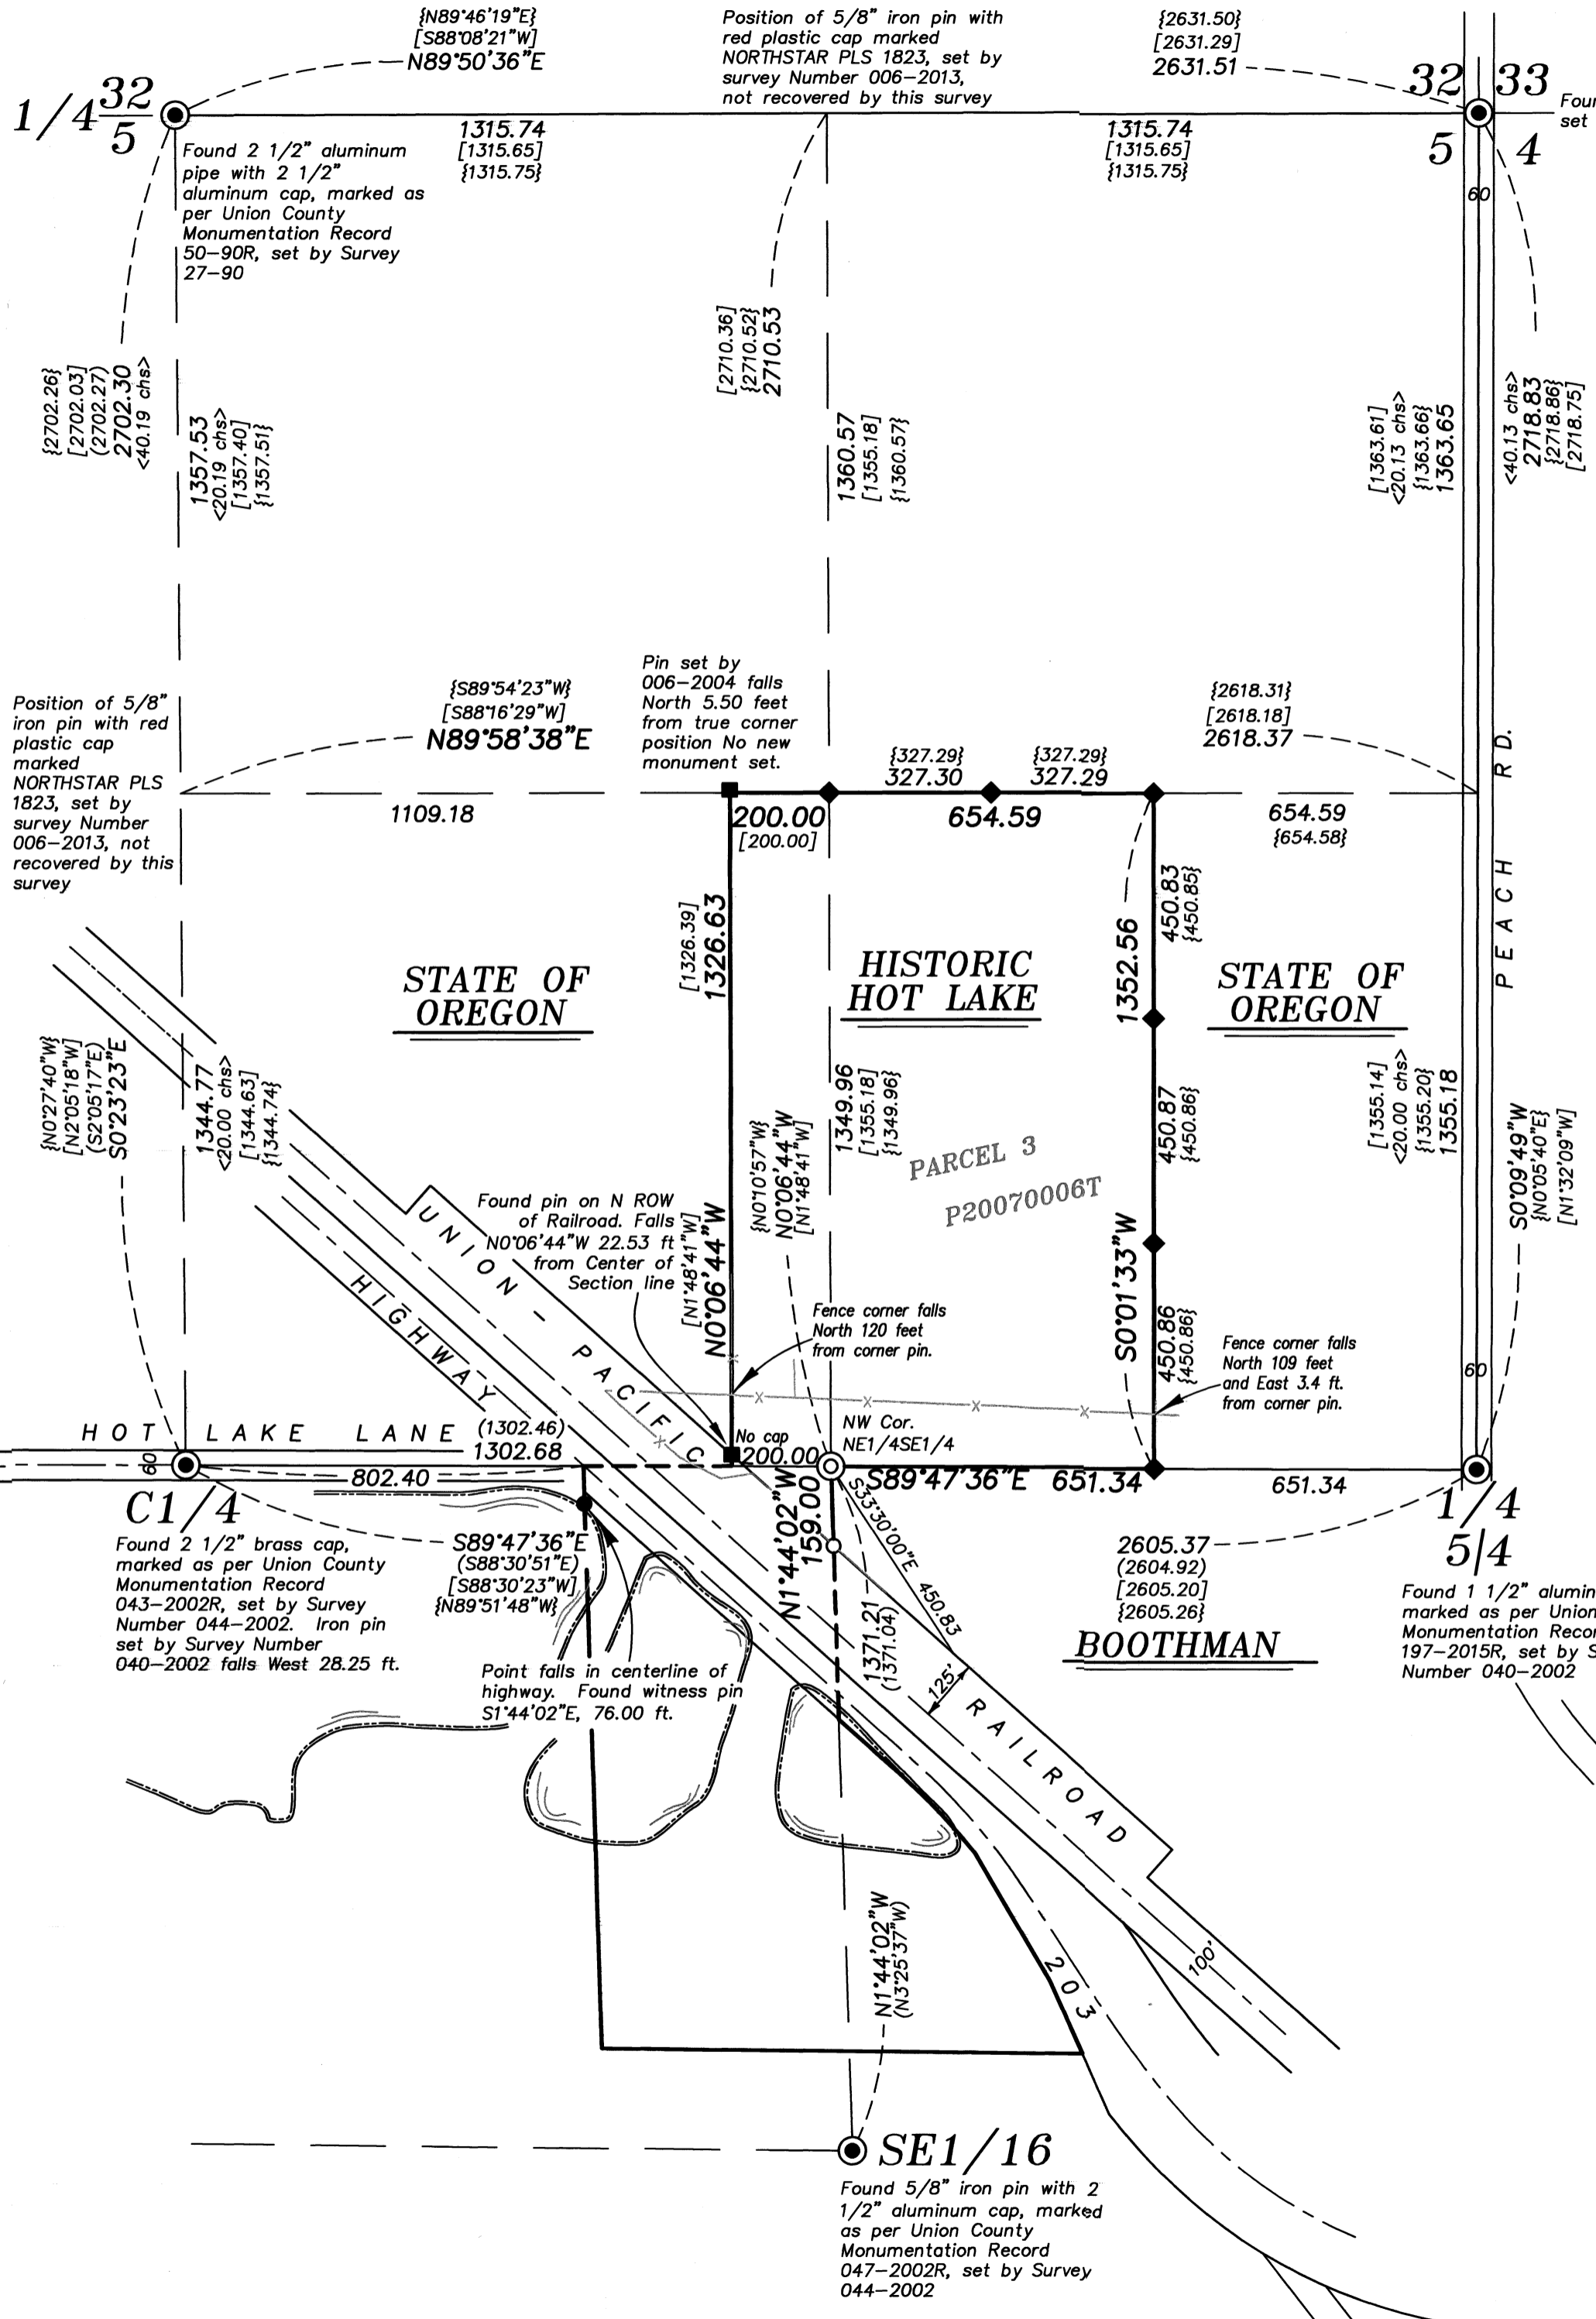 {N89°46'19"E}
[S88°08'21"W]
N89°50'36"E
Position of 5/8" iron pin with
red plastic cap marked
NORTHSTAR PLS 1823, set by
survey Number 006-2013,
not recovered by this survey
{2631.50}
[2631.29]
2631.51
1/4 32
5
32 33
5 4
Foun
set
1315.74
[1315.65]
{1315.75}
1315.74
[1315.65]
{1315.75}
Found 2 1/2" aluminum
pipe with 2 1/2"
aluminum cap, marked as
per Union County
Monumentation Record
50-90R, set by Survey
27-90
60
{2702.26}
[2702.03]
(2702.27)
2702.30
<40.19 chs>
1357.53
<20.19 chs>
[1357.40]
{1357.51}
[2710.36]
{2710.52}
2710.53
1360.57
[1355.18]
{1360.57}
[1363.61]
<20.13 chs>
{1363.66}
1363.65
<40.13 chs>
2718.83
{2718.86}
[2718.75]
Position of 5/8"
iron pin with red
plastic cap
marked
NORTHSTAR PLS
1823, set by
survey Number
006-2013, not
recovered by this
survey
{S89°54'23"W}
[S88°16'29"W]
N89°58'38"E
Pin set by
006-2004 falls
North 5.50 feet
from true corner
position No new
monument set.
{2618.31}
[2618.18]
2618.37
{327.29}
327.30
{327.29}
327.29
PEACH RD.
1109.18
200.00
[200.00]
654.59
654.59
{654.58}
[1326.39]
1326.63
1352.56
450.83
{450.85}
STATE OF
OREGON
HISTORIC
HOT LAKE
STATE OF
OREGON
{N0°27'40"W}
[N2°05'18"W]
(S2°05'17"E)
S0°23'23"E
1344.77
<20.00 chs>
[1344.63]
{1344.74}
1349.96
[1355.18]
{1349.96}
450.87
{450.86}
[1355.14]
<20.00 chs>
{1355.20}
1355.18
S0°09'49"W
{N0°05'40"E}
[N1°32'09"W]
{N0°10'57"W}
N0°06'44"W
[N1°48'41"W]
PARCEL 3
P20070006T
UNION - PACIFIC
HIGHWAY
Found pin on N ROW
of Railroad. Falls
N0°06'44"W 22.53 ft
from Center of
Section line
[N1°48'41"W]
N0°06'44"W
S0°01'33"W
450.86
{450.86}
Fence corner falls
North 120 feet
from corner pin.
Fence corner falls
North 109 feet
and East 3.4 ft.
from corner pin.
60
HOT LAKE LANE
(1302.46)
1302.68
No cap
200.00
NW Cor.
NE1/4SE1/4
60
802.40
S89°47'36"E 651.34
651.34
C1/4
Found 2 1/2" brass cap,
marked as per Union County
Monumentation Record
043-2002R, set by Survey
Number 044-2002. Iron pin
set by Survey Number
040-2002 falls West 28.25 ft.
S89°47'36"E
(S88°30'51"E)
[S88°30'23"W]
{N89°51'48"W}
N1°44'02"W
159.00
S33°30'00"E 450.83
1371.21
(1371.04)
2605.37
(2604.92)
[2605.20]
{2605.26}
1/4
5|4
Found 1 1/2" alumin
marked as per Union
Monumentation Recor
197-2015R, set by S
Number 040-2002
BOOTHMAN
Point falls in centerline of
highway. Found witness pin
S1°44'02"E, 76.00 ft.
125'
RAILROAD
N1°44'02"W
(N3°25'37"W)
203
100'
SE1/16
Found 5/8" iron pin with 2
1/2" aluminum cap, marked
as per Union County
Monumentation Record
047-2002R, set by Survey
044-2002